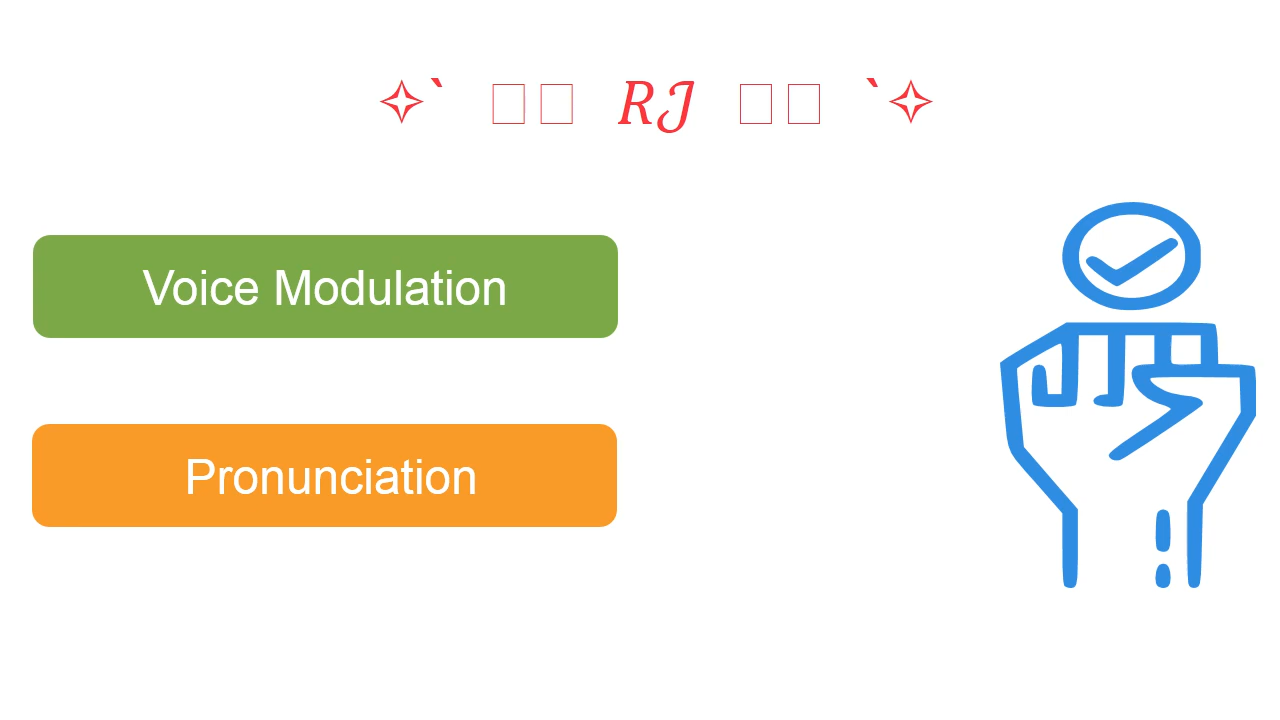 ✧` □□ RJ □□ `✧
Voice Modulation
Pronunciation